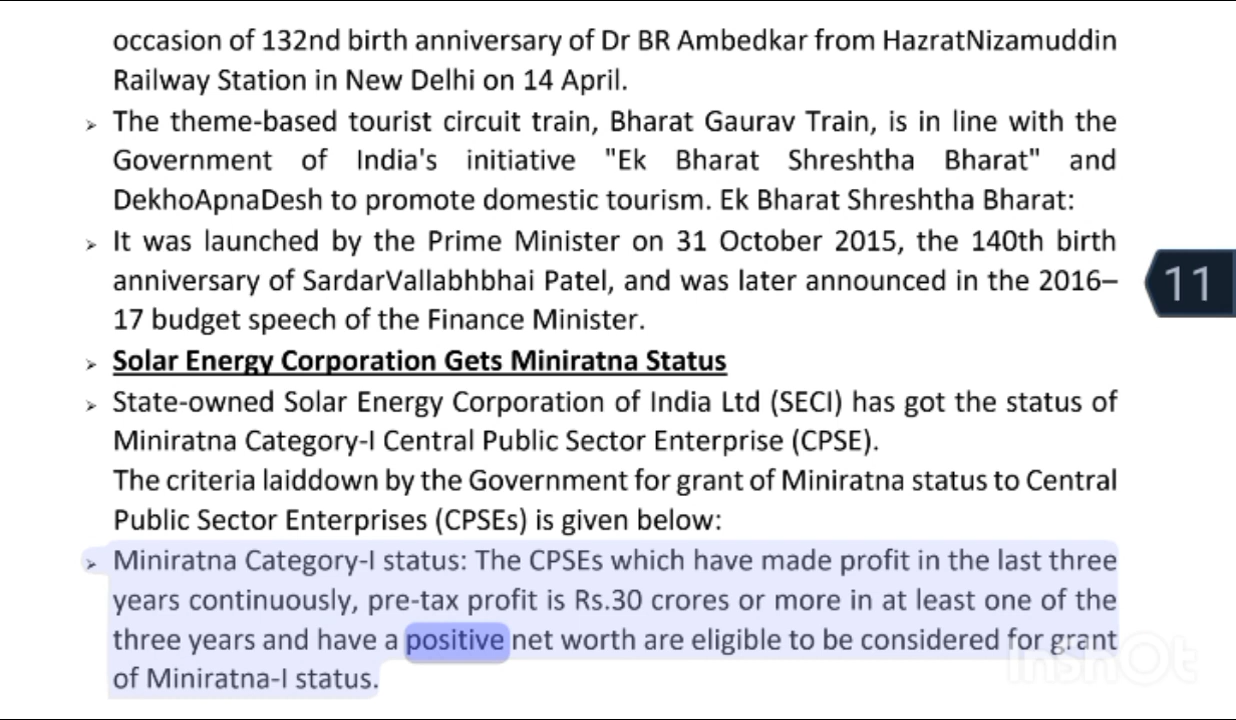 occasion of 132nd birth anniversary of Dr BR Ambedkar from HazratNizamuddin
Railway Station in New Delhi on 14 April.
➢ The theme-based tourist circuit train, Bharat Gaurav Train, is in line with the
Government of India's initiative "Ek Bharat Shreshtha Bharat" and
DekhoApnaDesh to promote domestic tourism. Ek Bharat Shreshtha Bharat:
➢ It was launched by the Prime Minister on 31 October 2015, the 140th birth
anniversary of SardarVallabhbhai Patel, and was later announced in the 2016–
17 budget speech of the Finance Minister.
11
➢ Solar Energy Corporation Gets Miniratna Status
➢ State-owned Solar Energy Corporation of India Ltd (SECI) has got the status of
Miniratna Category-I Central Public Sector Enterprise (CPSE).
The criteria laiddown by the Government for grant of Miniratna status to Central
Public Sector Enterprises (CPSEs) is given below:
➢ Miniratna Category-I status: The CPSEs which have made profit in the last three
years continuously, pre-tax profit is Rs.30 crores or more in at least one of the
three years and have a positive net worth are eligible to be considered for grant
of Miniratna-I status.
inshOt